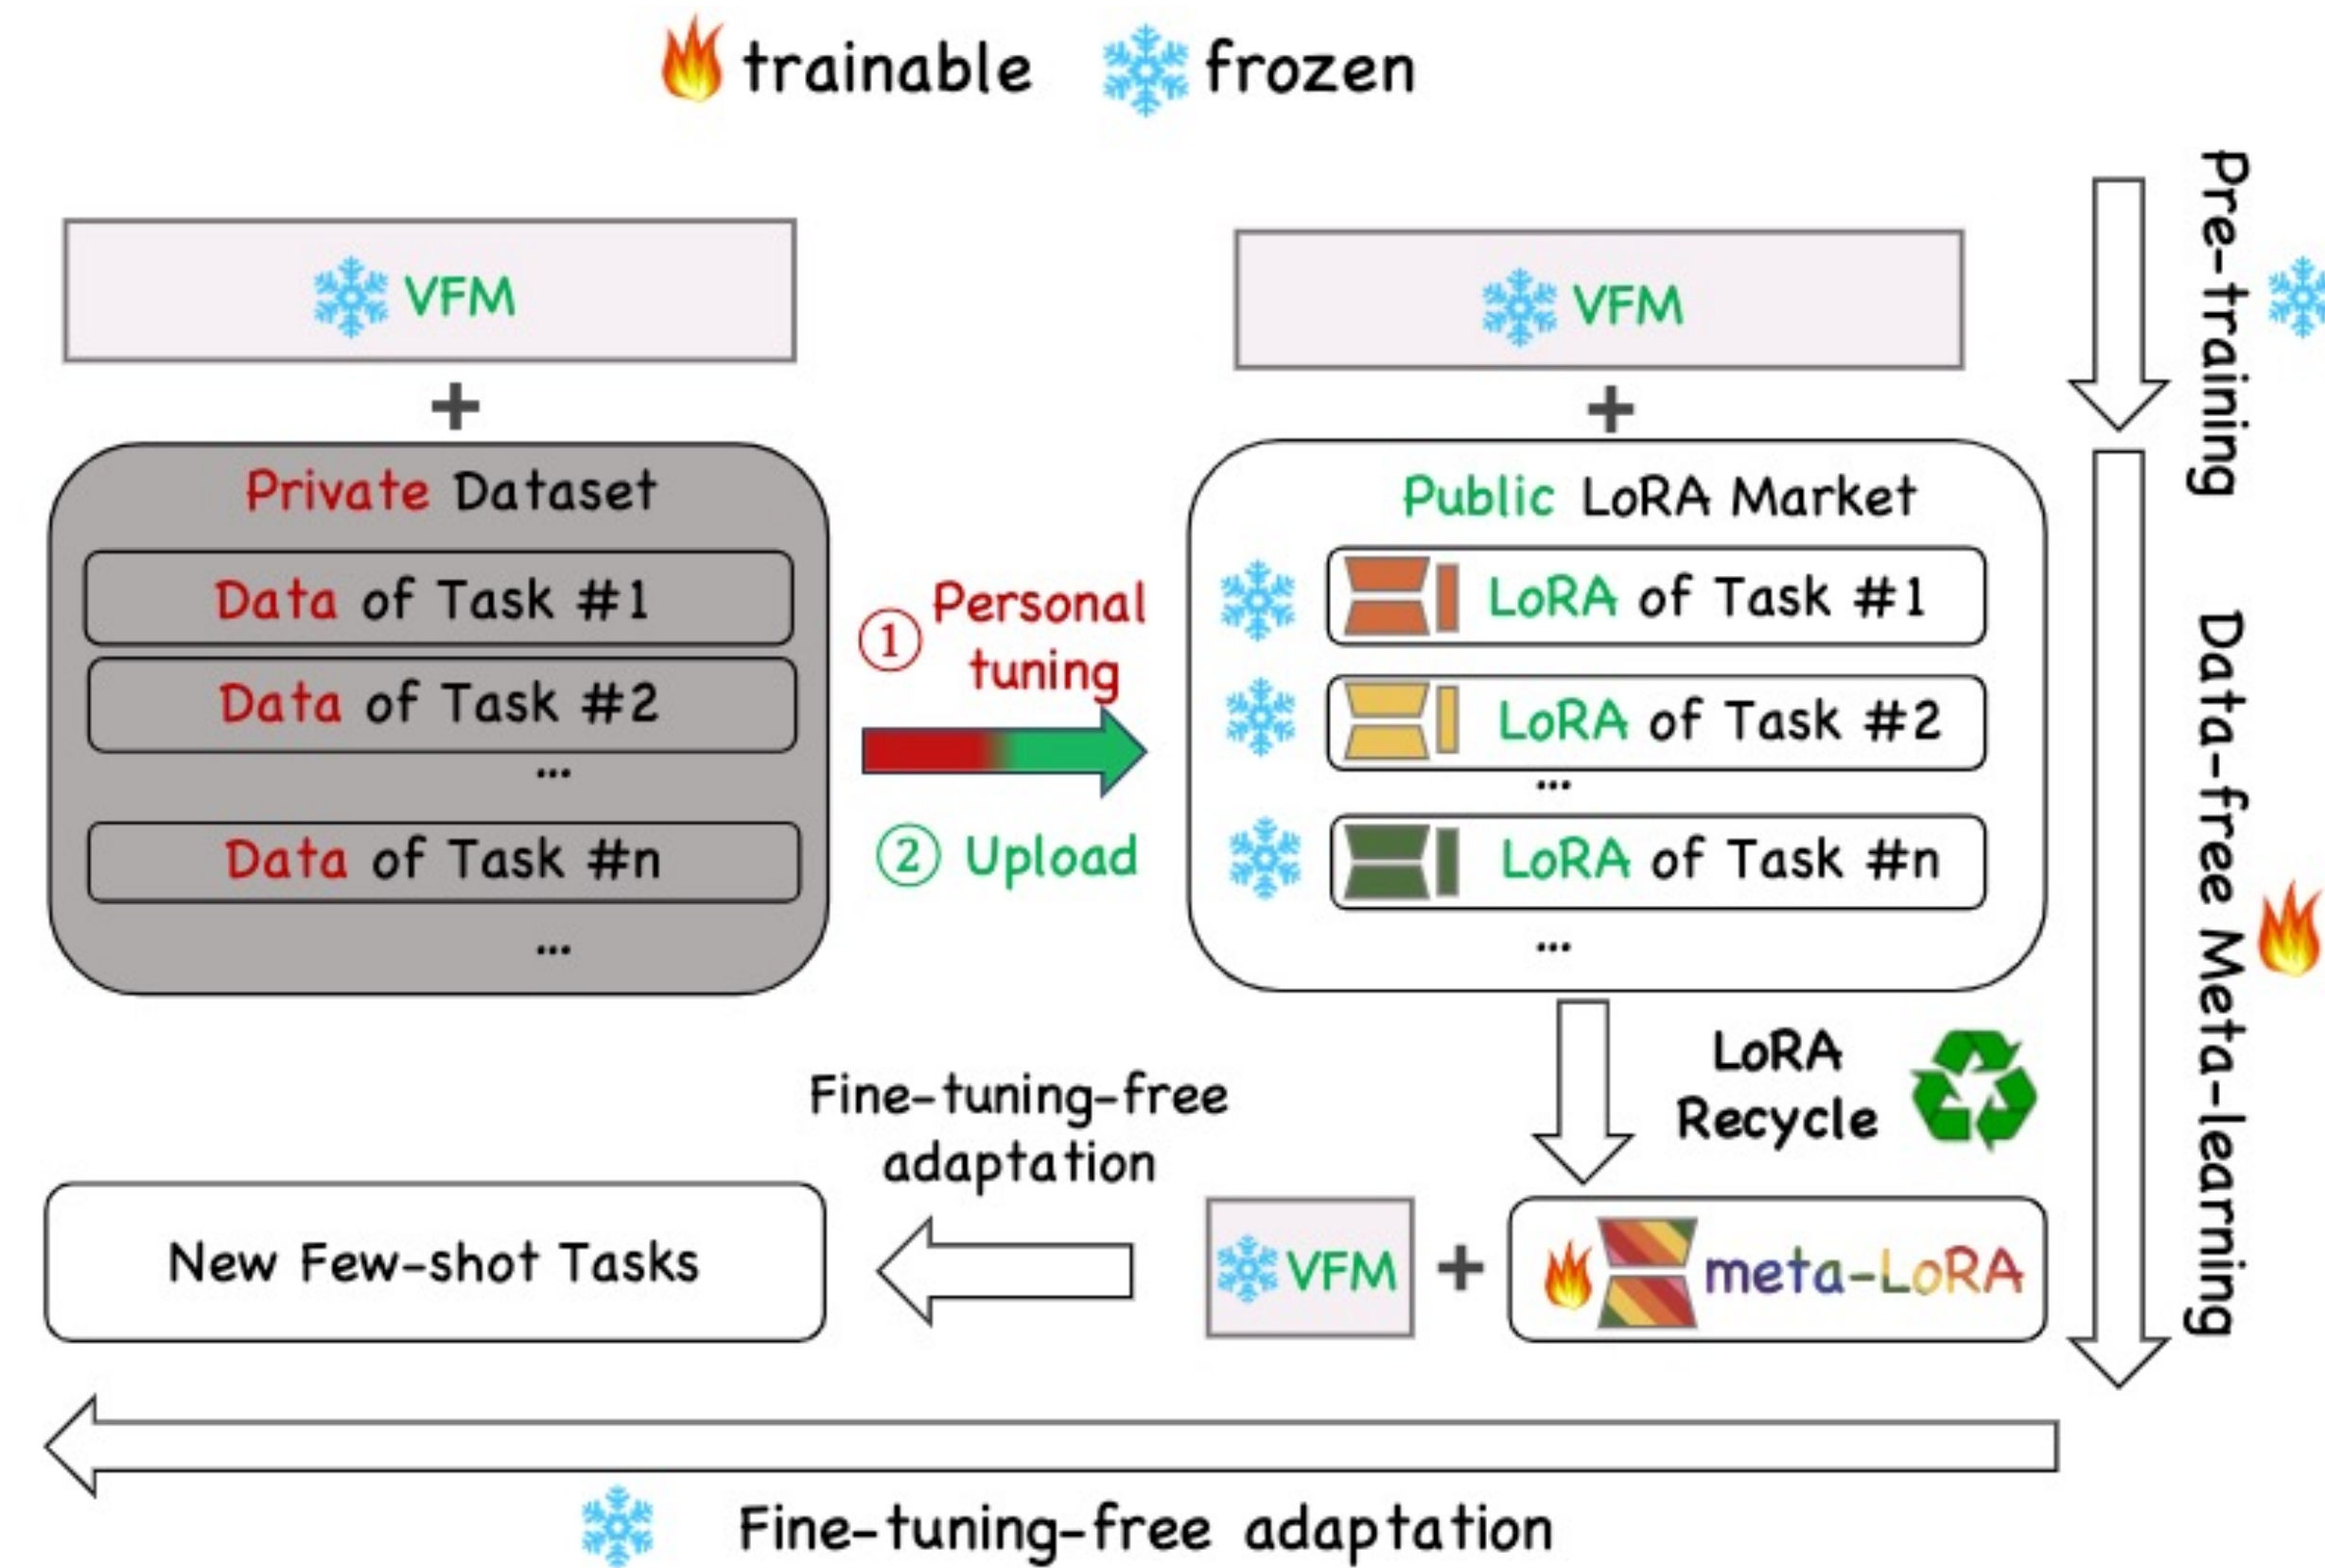 trainable frozen
VFM
+
Private Dataset
Data of Task #1
Data of Task #2
...
Data of Task #n
...
① Personal
tuning
② Upload
VFM
+
Public LoRA Market
LoRA of Task #1
LoRA of Task #2
...
LoRA of Task #n
...
LoRA
Recycle
VFM + meta-LoRA
Fine-tuning-free
adaptation
New Few-shot Tasks
Pre-training
Data-free Meta-learning
Fine-tuning-free adaptation